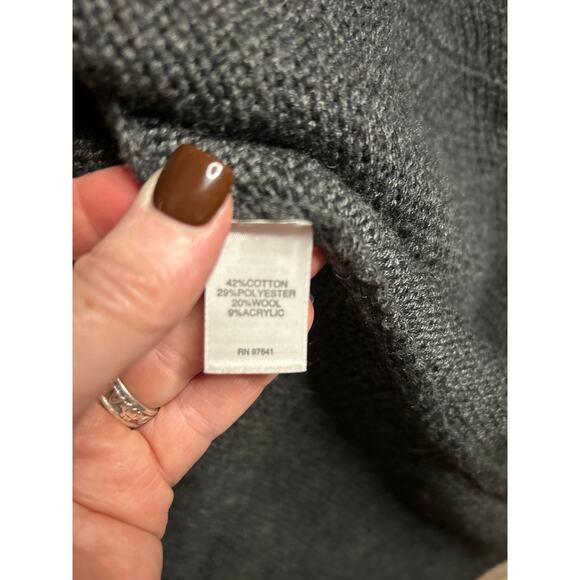 42%COTTON
29%POLYESTER
20%WOOL
9%ACRYLIC
RN 97641